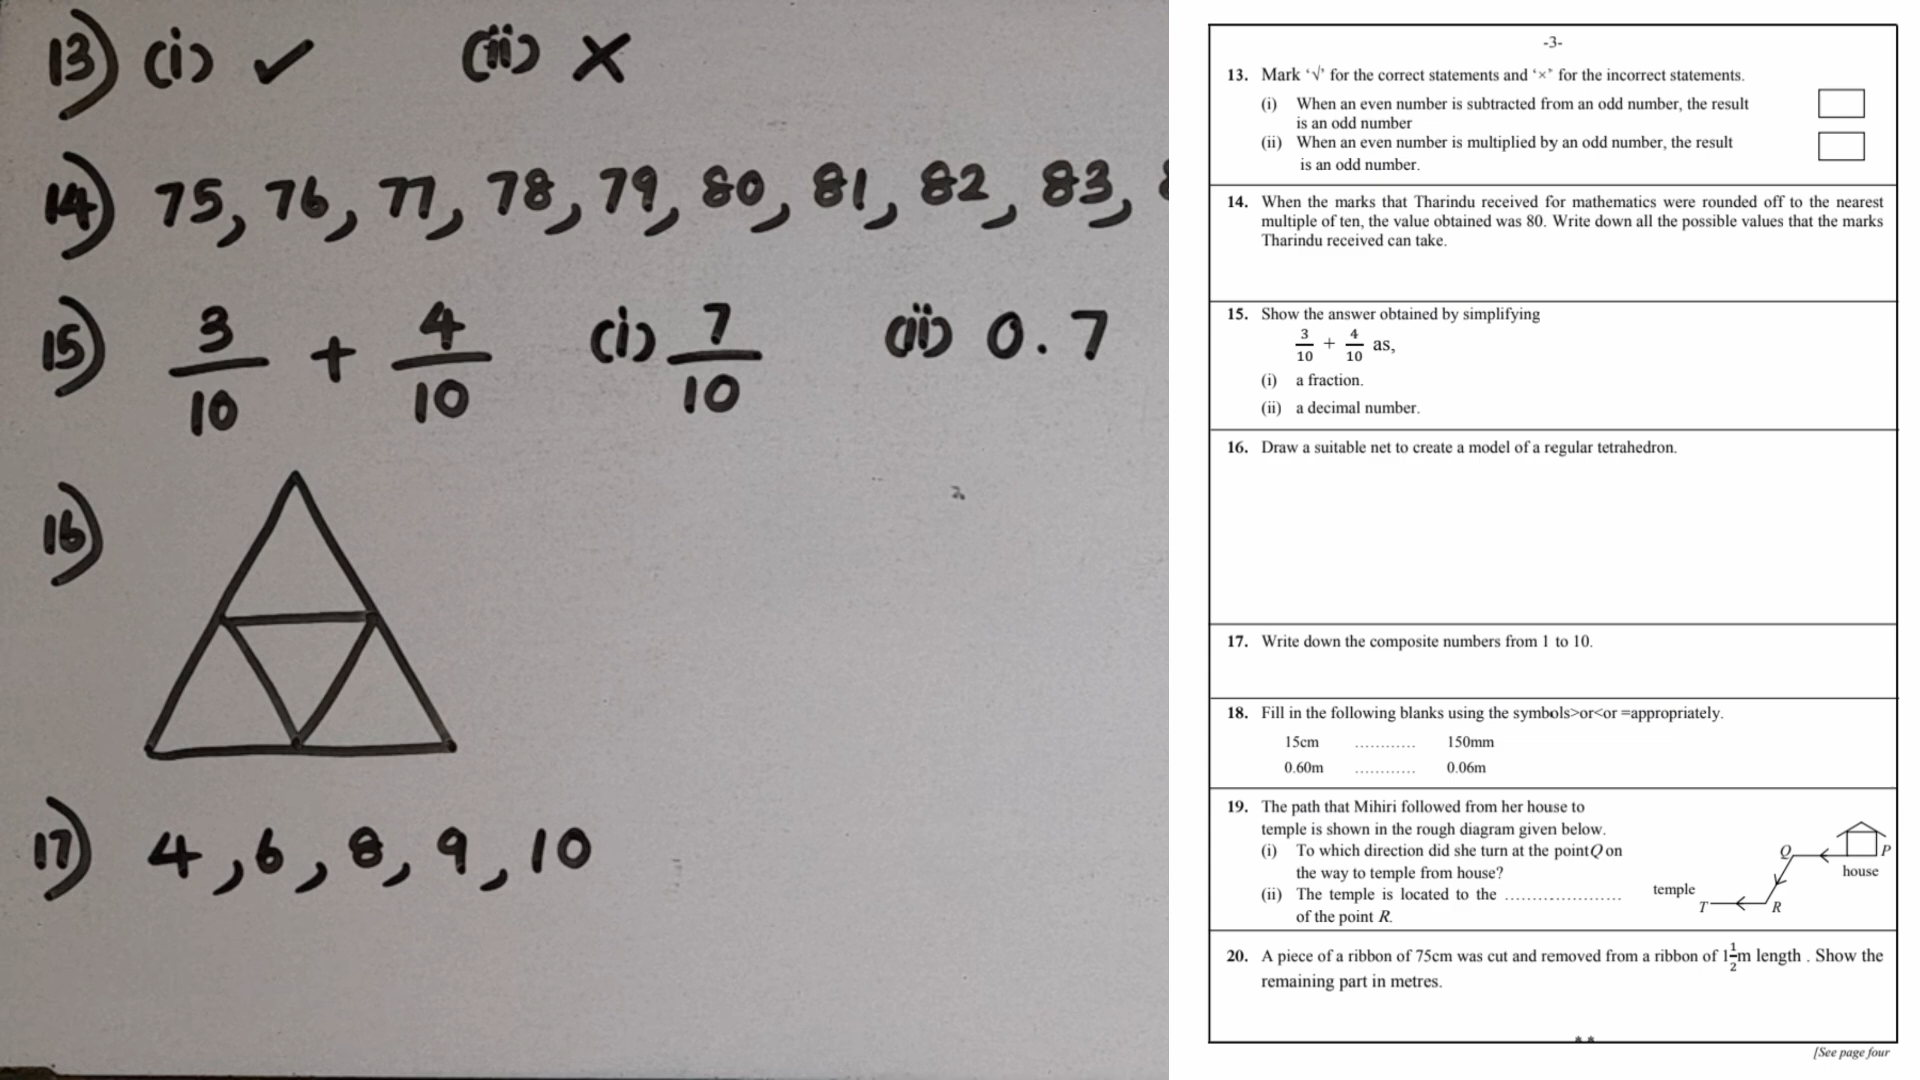 13) (i) ✓ (ii) ×
14) 75, 76, 77, 78, 79, 80, 81, 82, 83,
15) 3/10 + 4/10 (i) 7/10 (ii) 0.7
16)
17) 4, 6, 8, 9, 10
-3-
13. Mark ‘√’ for the correct statements and ‘×’ for the incorrect statements.
(i) When an even number is subtracted from an odd number, the result
is an odd number
(ii) When an even number is multiplied by an odd number, the result
is an odd number.
14. When the marks that Tharindu received for mathematics were rounded off to the nearest
multiple of ten, the value obtained was 80. Write down all the possible values that the marks
Tharindu received can take.
15. Show the answer obtained by simplifying
3/10 + 4/10 as,
(i) a fraction.
(ii) a decimal number.
16. Draw a suitable net to create a model of a regular tetrahedron.
17. Write down the composite numbers from 1 to 10.
18. Fill in the following blanks using the symbols>or<or =appropriately.
15cm ............ 150mm
0.60m ............ 0.06m
19. The path that Mihiri followed from her house to
temple is shown in the rough diagram given below.
(i) To which direction did she turn at the pointQ on
the way to temple from house?
(ii) The temple is located to the .....................
of the point R.
Q P
house
temple
T R
20. A piece of a ribbon of 75cm was cut and removed from a ribbon of 1 1/2m length . Show the
remaining part in metres.
[See page four